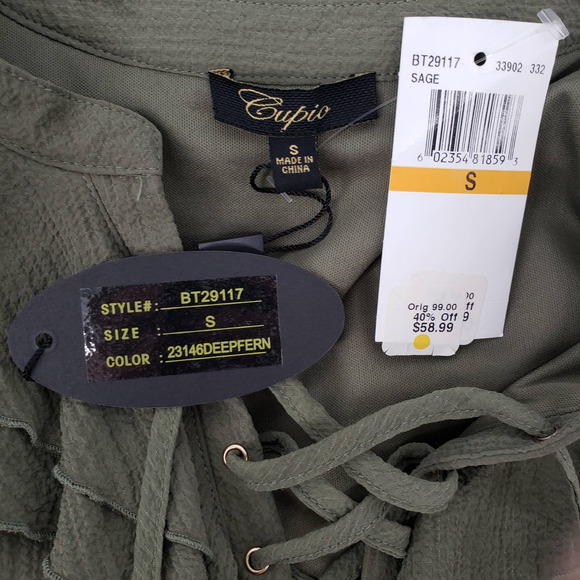 Cupio
S
MADE IN
CHINA
BT29117 33902 332
SAGE
6 02354 81859 3
S
Orig 99.00
40% Off
$58.99
STYLE#: BT29117
SIZE : S
COLOR : 23146DEEPFERN